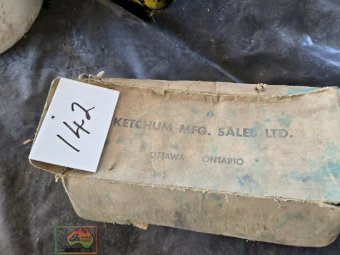 142
KETCHUM MFG. SALES LTD.
OTTAWA ONTARIO